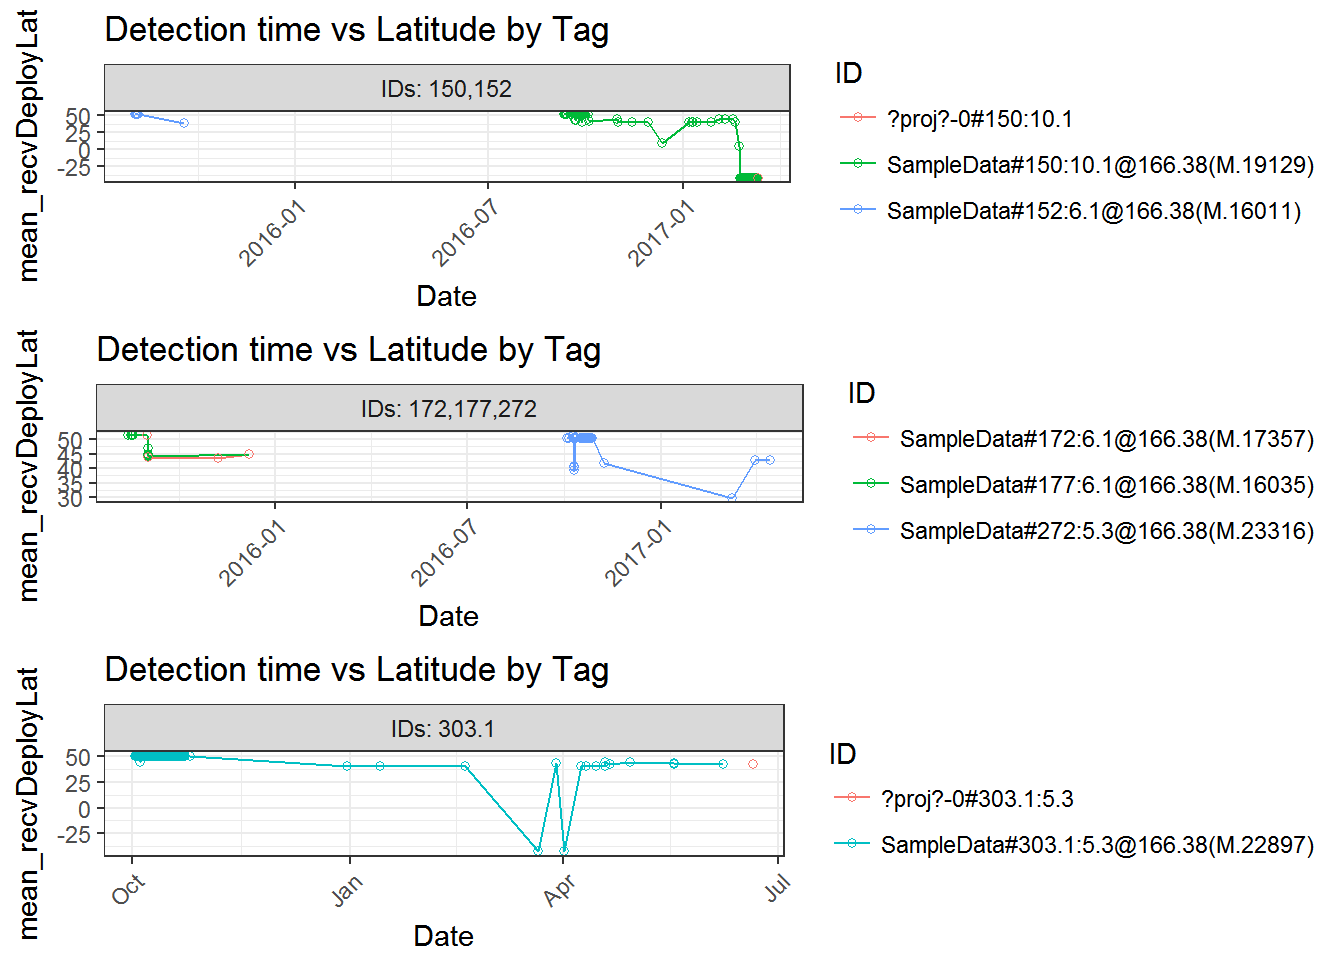 Detection time vs Latitude by Tag
IDs: 150,152
mean_recvDeployLat
50
25
0
-25
2016-01
2016-07
2017-01
Date
ID
?proj?-0#150:10.1
SampleData#150:10.1@166.38(M.19129)
SampleData#152:6.1@166.38(M.16011)
Detection time vs Latitude by Tag
IDs: 172,177,272
mean_recvDeployLat
50
45
40
35
30
2016-01
2016-07
2017-01
Date
ID
SampleData#172:6.1@166.38(M.17357)
SampleData#177:6.1@166.38(M.16035)
SampleData#272:5.3@166.38(M.23316)
Detection time vs Latitude by Tag
IDs: 303.1
mean_recvDeployLat
50
25
0
-25
Oct
Jan
Apr
Jul
Date
ID
?proj?-0#303.1:5.3
SampleData#303.1:5.3@166.38(M.22897)